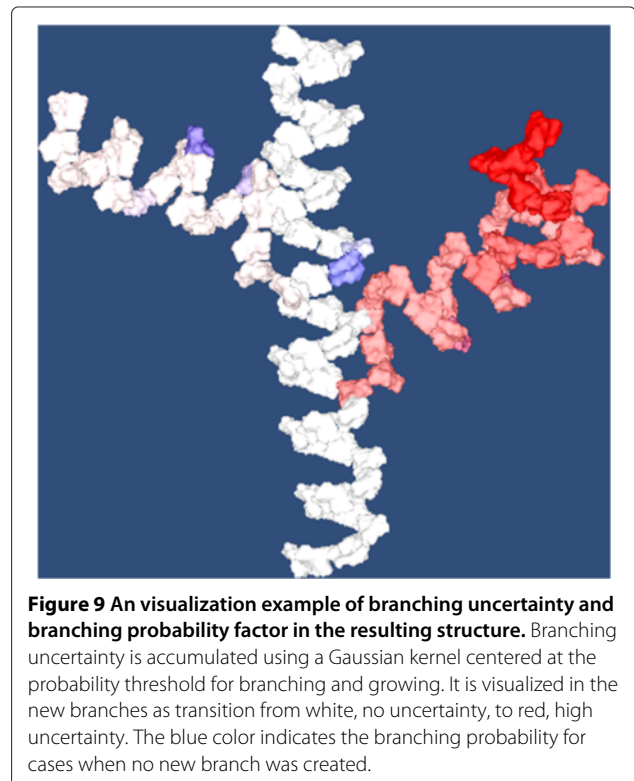 Figure 9 An visualization example of branching uncertainty and
branching probability factor in the resulting structure. Branching
uncertainty is accumulated using a Gaussian kernel centered at the
probability threshold for branching and growing. It is visualized in the
new branches as transition from white, no uncertainty, to red, high
uncertainty. The blue color indicates the branching probability for
cases when no new branch was created.